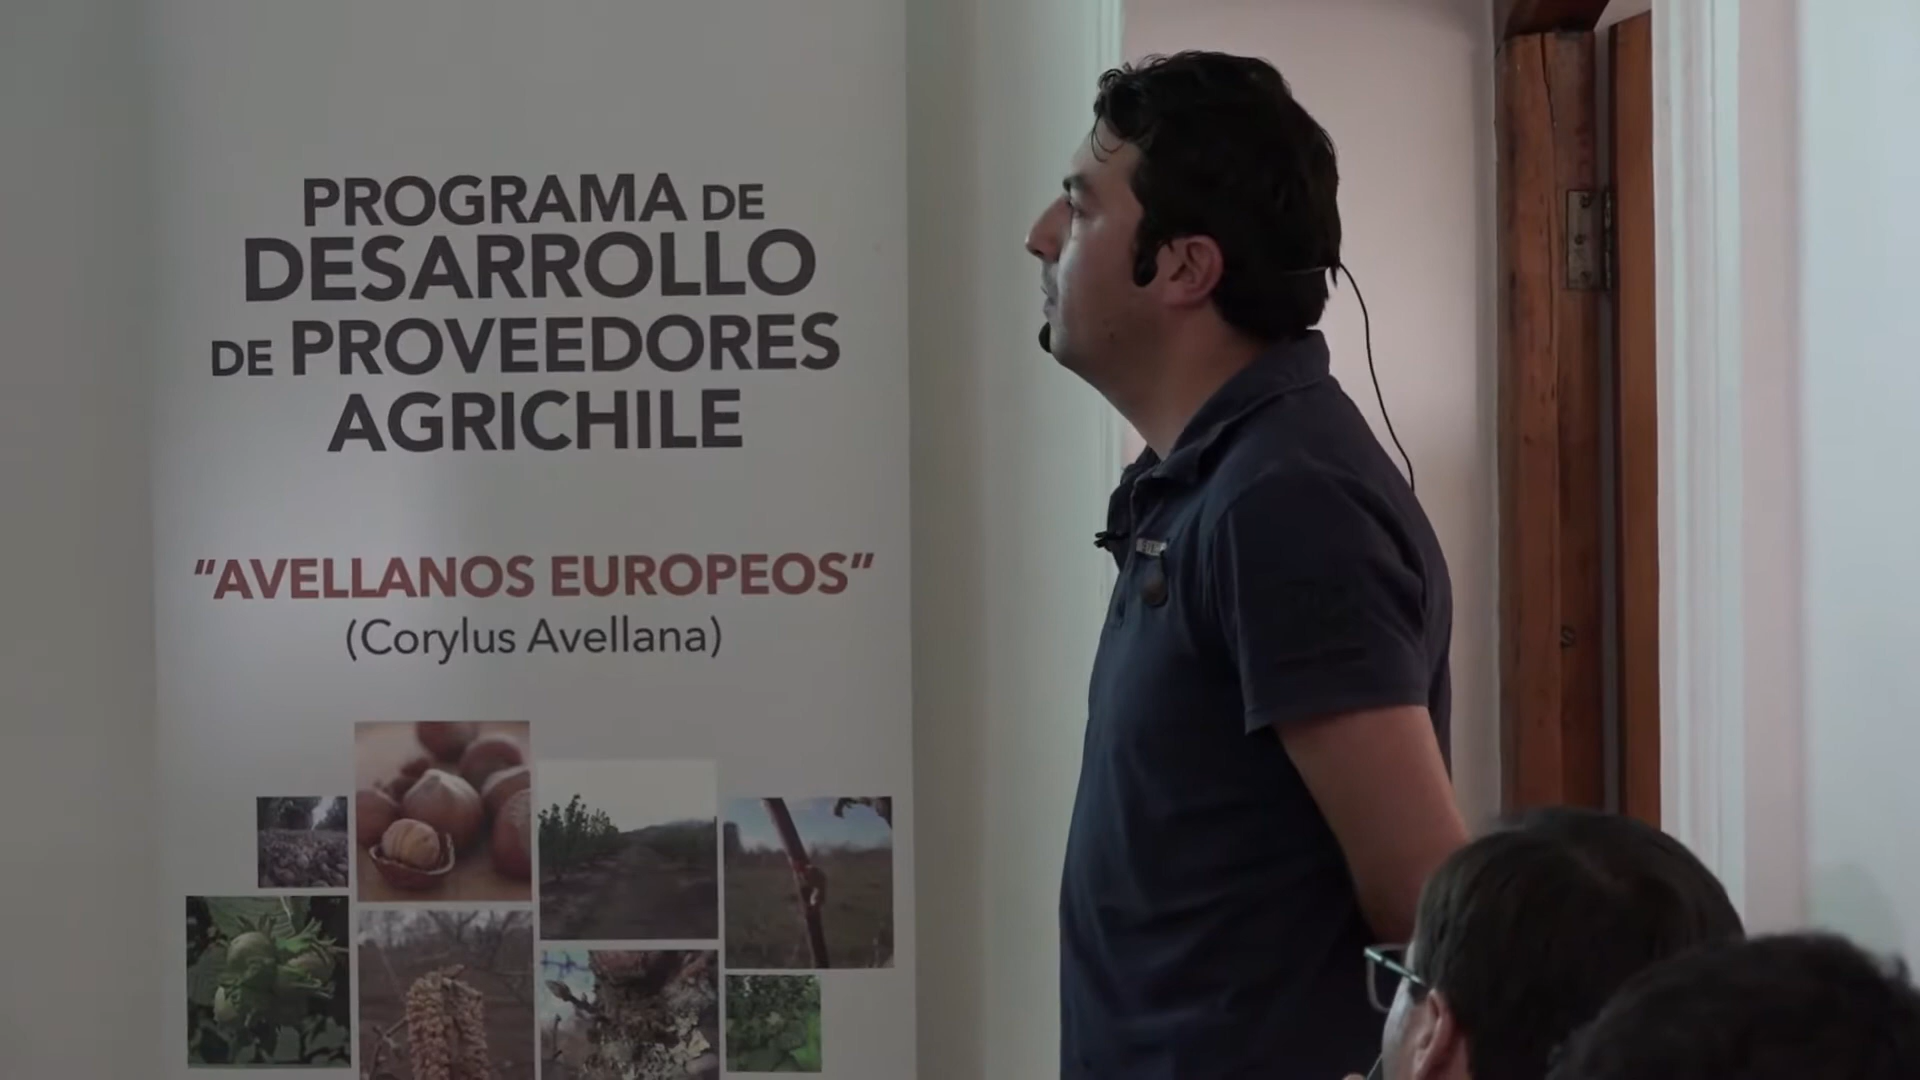 PROGRAMA DE
DESARROLLO
DE PROVEEDORES
AGRICHILE
“AVELLANOS EUROPEOS”
(Corylus Avellana)